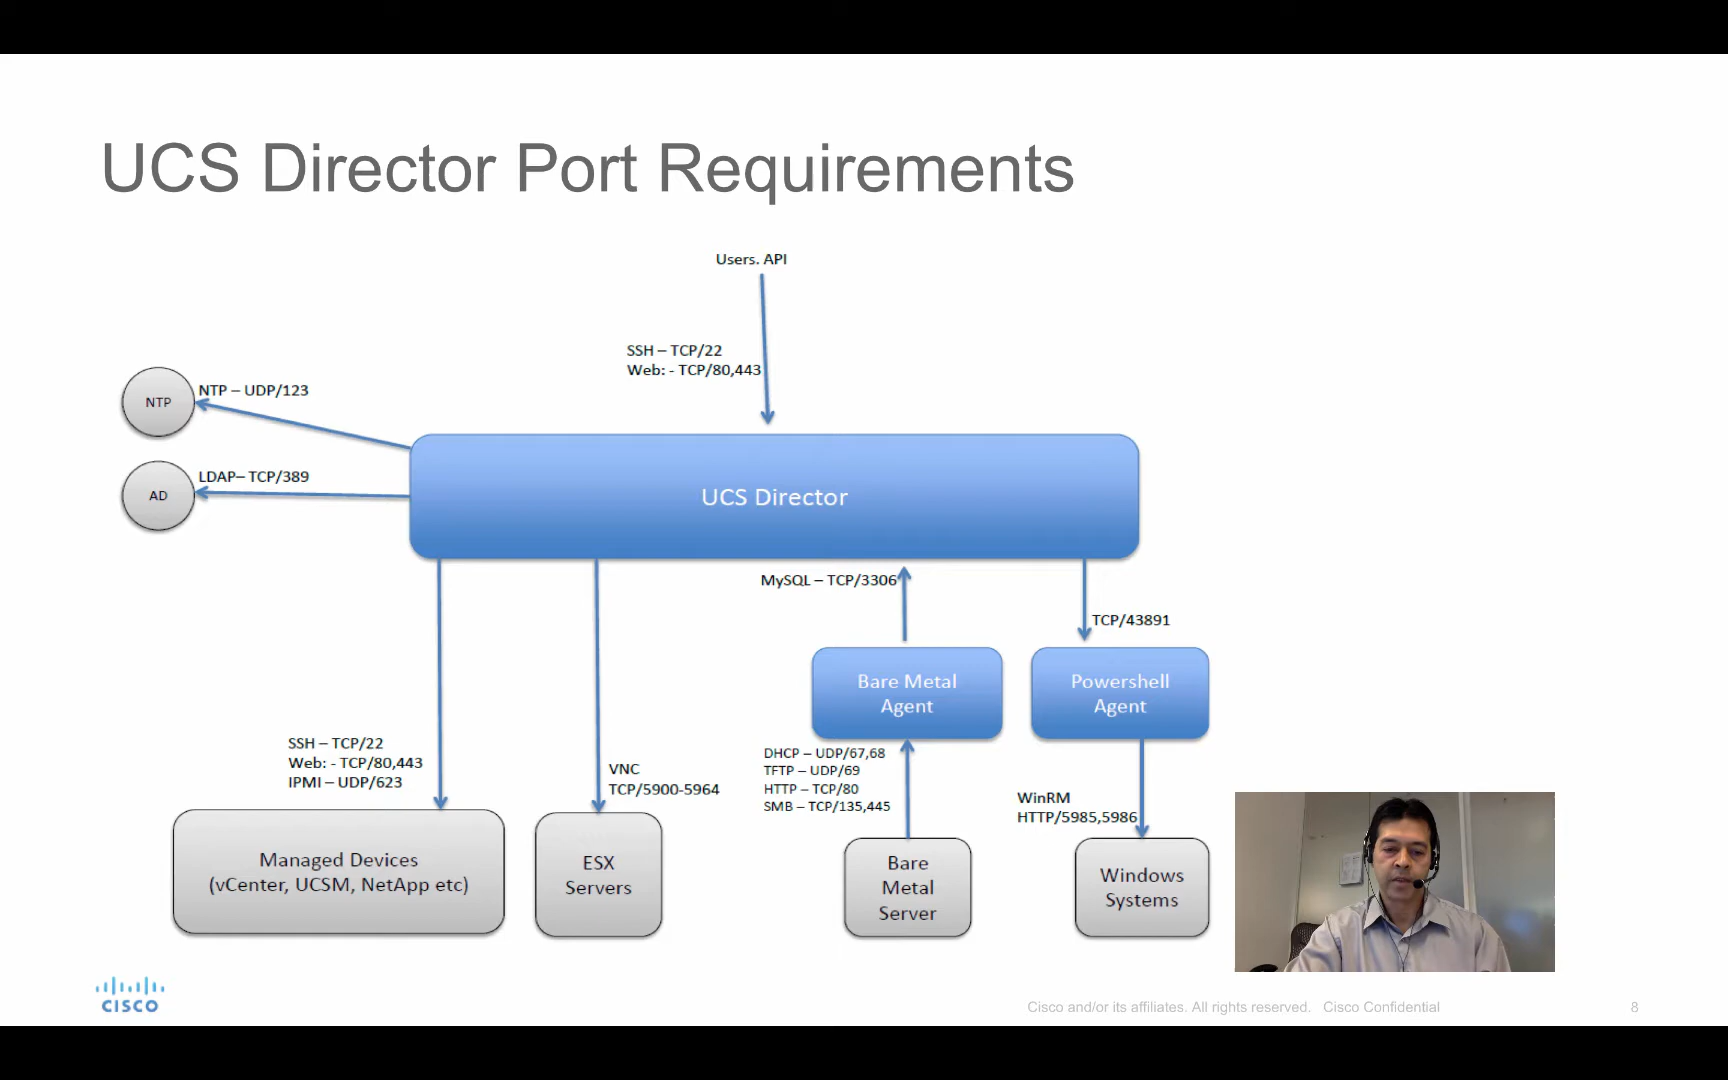 UCS Director Port Requirements
Users. API
SSH – TCP/22
Web: - TCP/80,443
NTP
NTP – UDP/123
AD
LDAP– TCP/389
UCS Director
MySQL – TCP/3306
TCP/43891
Bare Metal
Agent
Powershell
Agent
SSH – TCP/22
Web: - TCP/80,443
IPMI – UDP/623
VNC
TCP/5900-5964
DHCP – UDP/67,68
TFTP – UDP/69
HTTP – TCP/80
SMB – TCP/135,445
WinRM
HTTP/5985,5986
Managed Devices
(vCenter, UCSM, NetApp etc)
ESX
Servers
Bare
Metal
Server
Windows
Systems
CISCO
Cisco and/or its affiliates. All rights reserved. Cisco Confidential
8